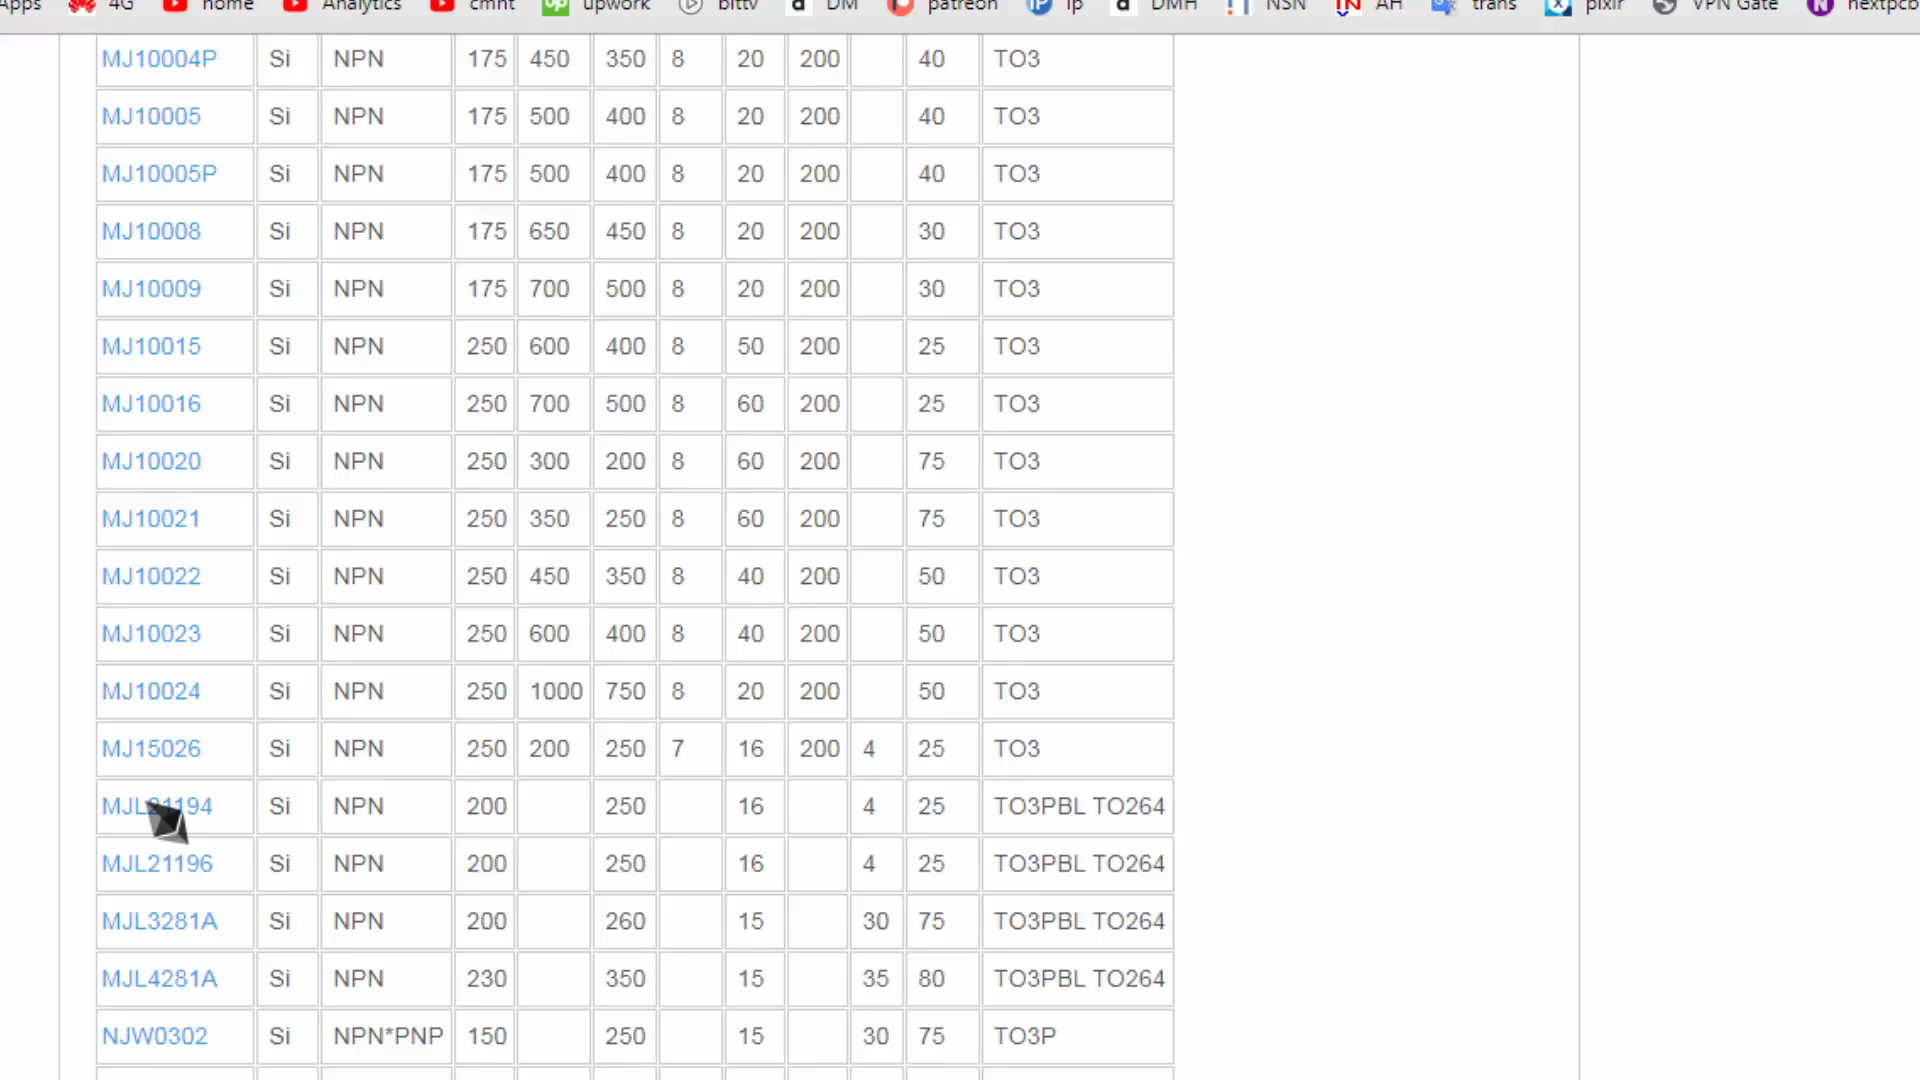 Apps 4G home Analytics cmnt up upwork bittv d DM patreon iP ip d DMH NSN IN AH trans x pixlr VPN Gate N nextpco
MJ10004P Si NPN 175 450 350 8 20 200 40 TO3
MJ10005 Si NPN 175 500 400 8 20 200 40 TO3
MJ10005P Si NPN 175 500 400 8 20 200 40 TO3
MJ10008 Si NPN 175 650 450 8 20 200 30 TO3
MJ10009 Si NPN 175 700 500 8 20 200 30 TO3
MJ10015 Si NPN 250 600 400 8 50 200 25 TO3
MJ10016 Si NPN 250 700 500 8 60 200 25 TO3
MJ10020 Si NPN 250 300 200 8 60 200 75 TO3
MJ10021 Si NPN 250 350 250 8 60 200 75 TO3
MJ10022 Si NPN 250 450 350 8 40 200 50 TO3
MJ10023 Si NPN 250 600 400 8 40 200 50 TO3
MJ10024 Si NPN 250 1000 750 8 20 200 50 TO3
MJ15026 Si NPN 250 200 250 7 16 200 4 25 TO3
MJL21194 Si NPN 200 250 16 4 25 TO3PBL TO264
MJL21196 Si NPN 200 250 16 4 25 TO3PBL TO264
MJL3281A Si NPN 200 260 15 30 75 TO3PBL TO264
MJL4281A Si NPN 230 350 15 35 80 TO3PBL TO264
NJW0302 Si NPN*PNP 150 250 15 30 75 TO3P